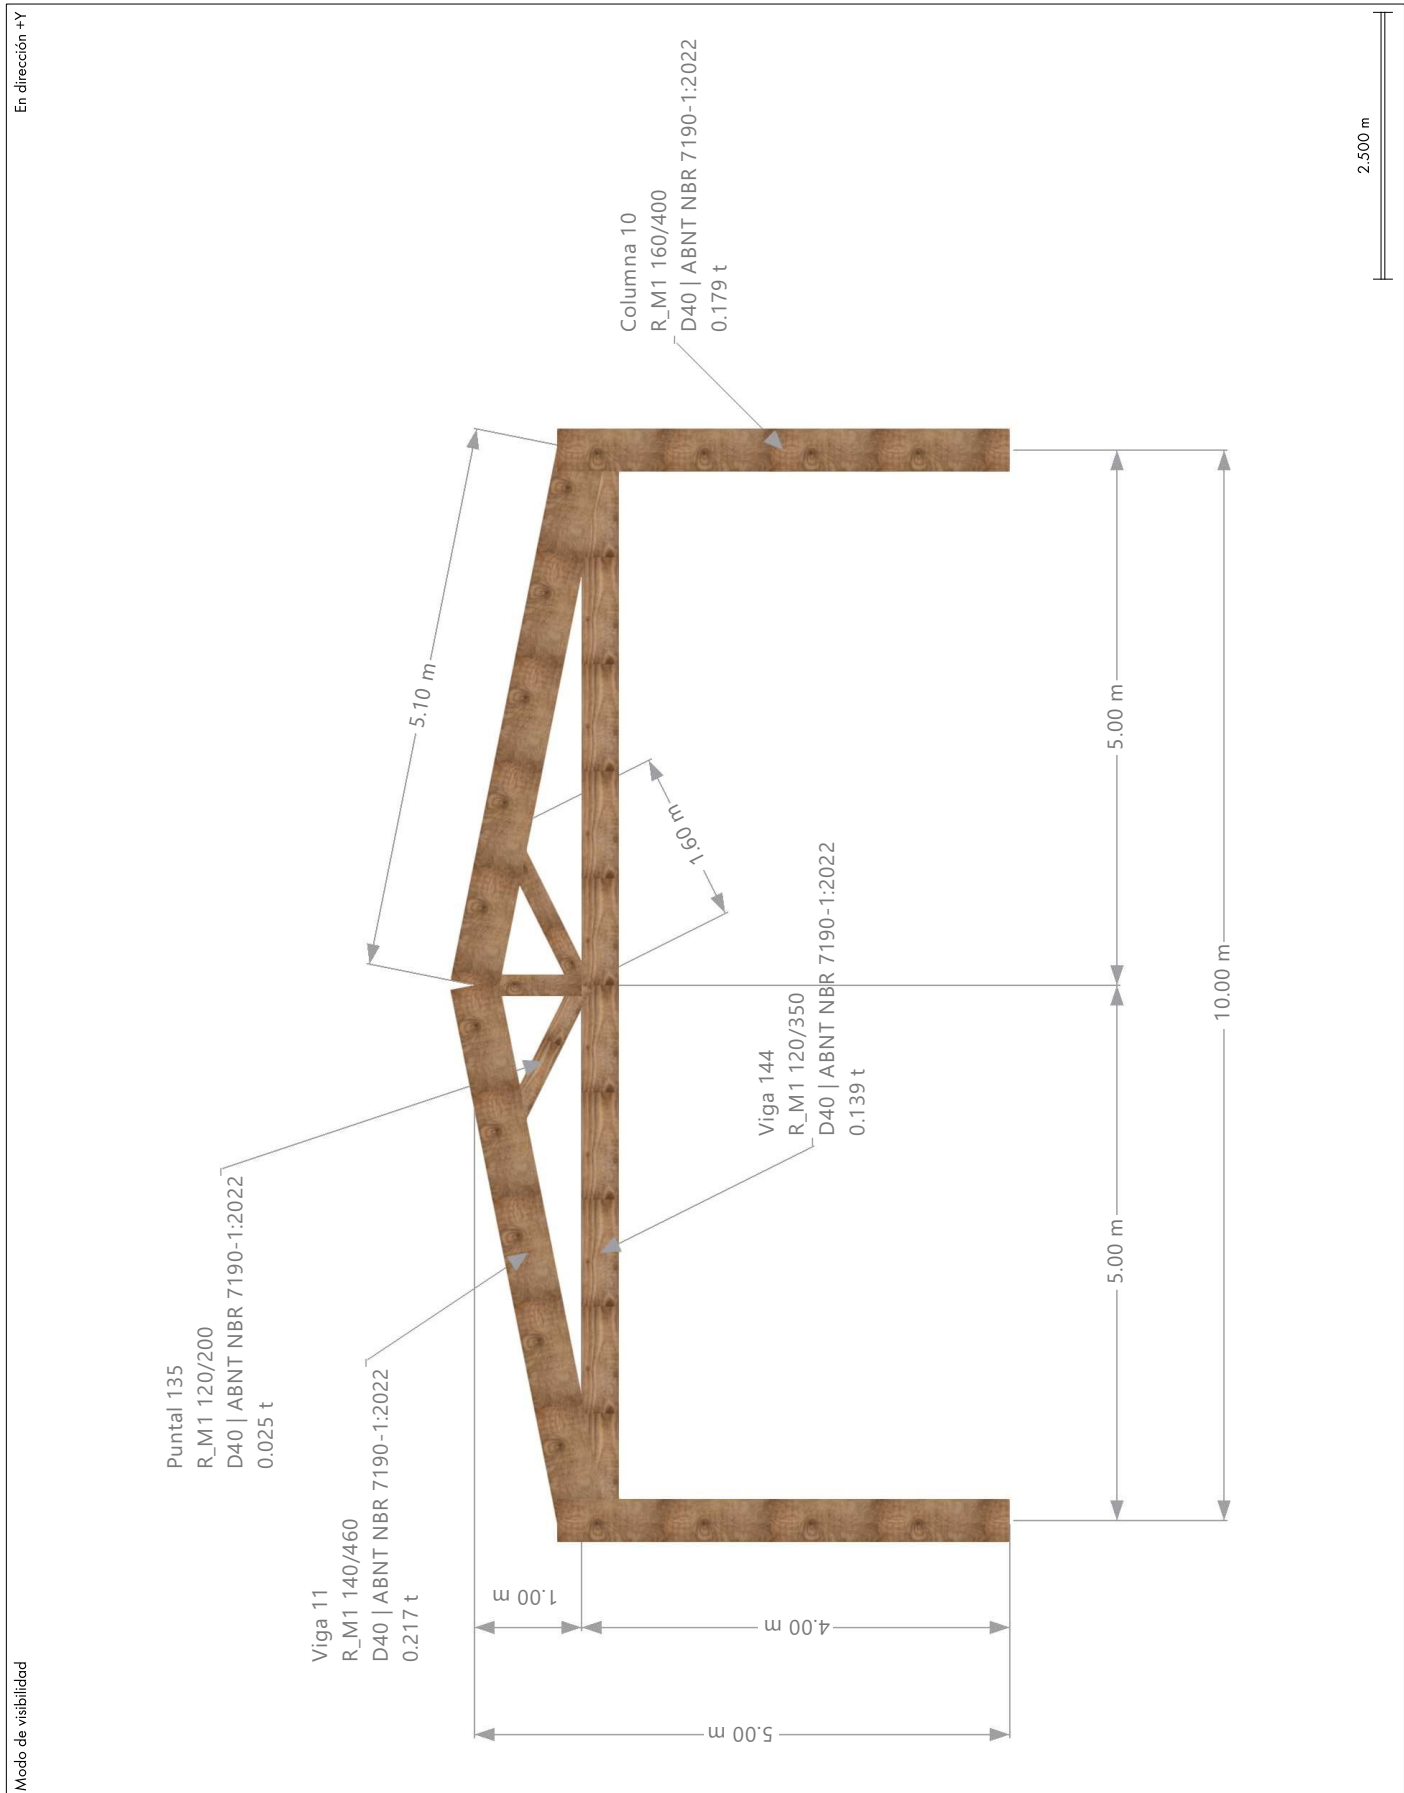 Modo de visibilidad
En dirección +Y
Puntal 135
R_M1 120/200
D40 | ABNT NBR 7190-1:2022
0.025 t
Viga 11
R_M1 140/460
D40 | ABNT NBR 7190-1:2022
0.217 t
5.10 m
Columna 10
R_M1 160/400
D40 | ABNT NBR 7190-1:2022
0.179 t
1.00 m
1.60 m
4.00 m
5.00 m
Viga 144
R_M1 120/350
D40 | ABNT NBR 7190-1:2022
0.139 t
5.00 m
5.00 m
10.00 m
2.500 m